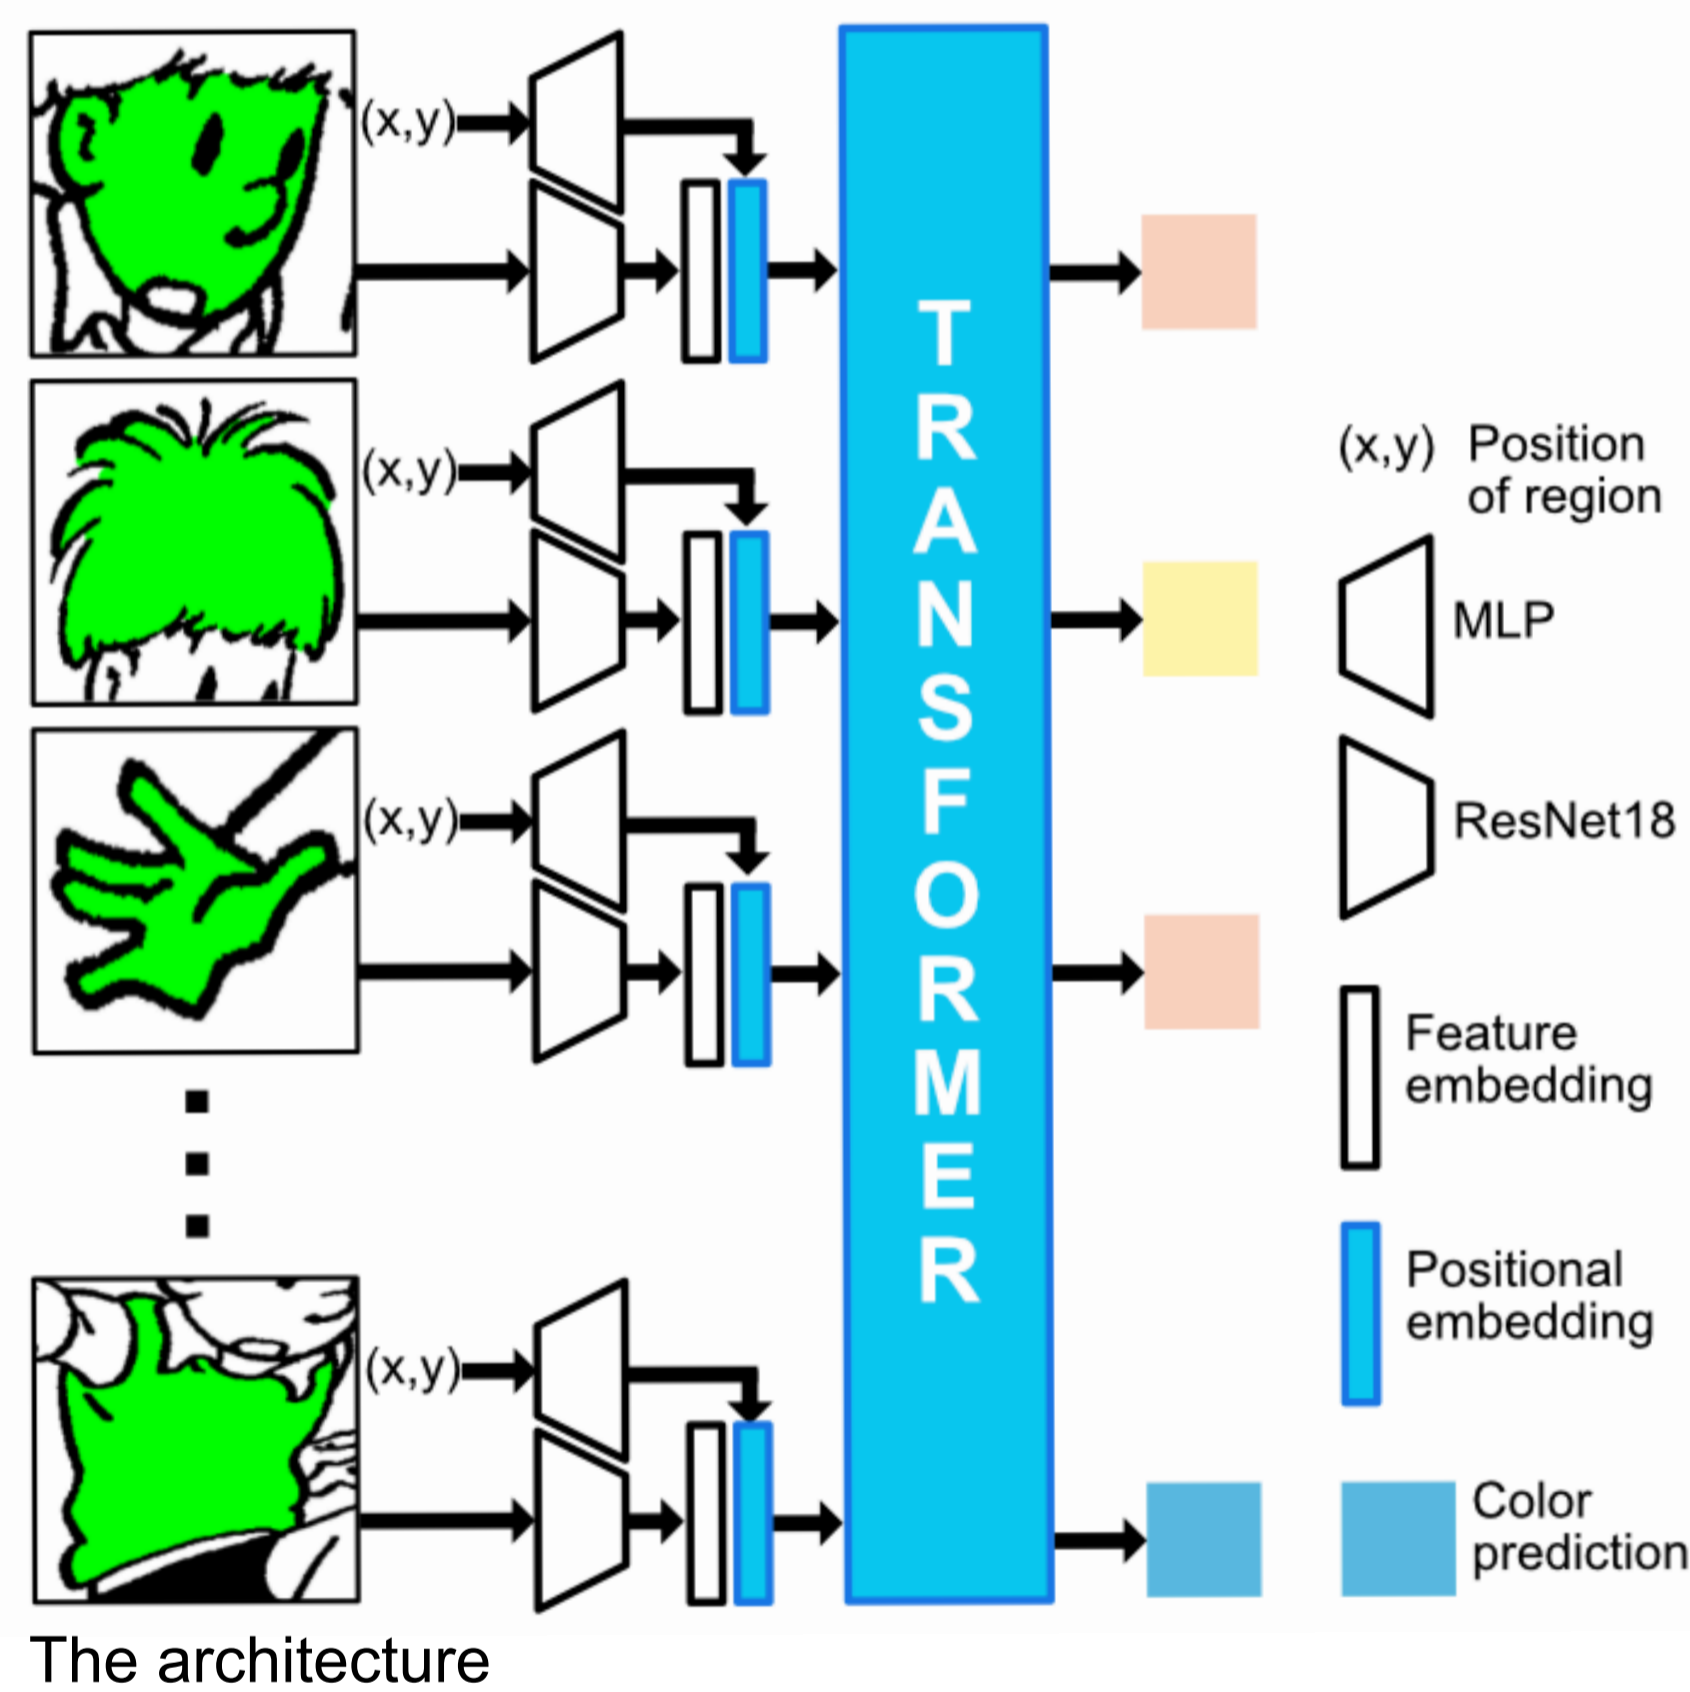 (x,y)
(x,y)
(x,y)
(x,y)
TRANSFORMER
(x,y) Position
of region
MLP
ResNet18
Feature
embedding
Positional
embedding
Color
prediction
The architecture